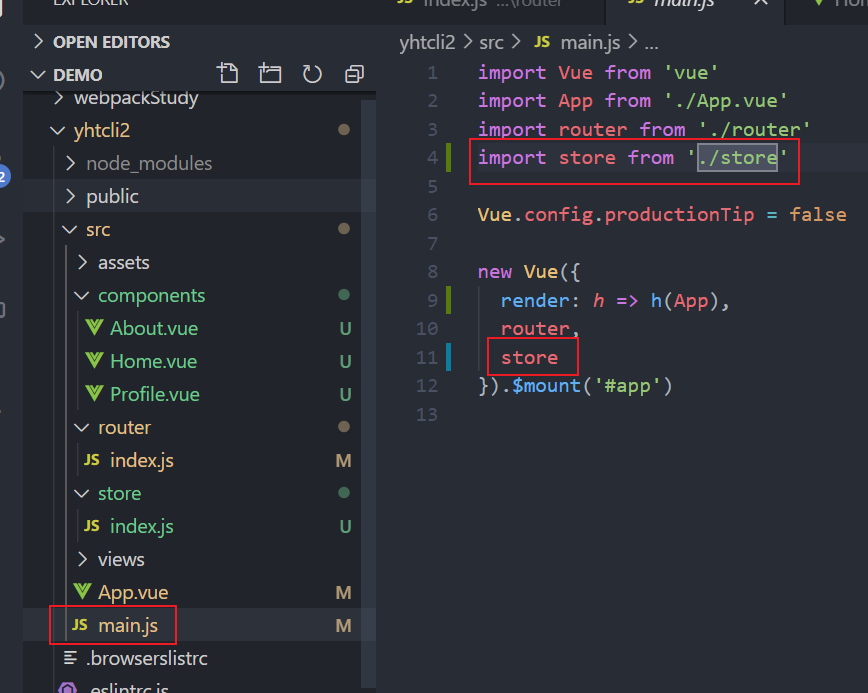 EXPLORER
OPEN EDITORS
DEMO
webpackStudy
yhtcli2
node_modules
public
src
assets
components
About.vue U
Home.vue U
Profile.vue U
router
JS index.js M
store
JS index.js U
views
App.vue M
JS main.js M
.browserslistrc
.eslintrc.js
JS index.js ...\router
JS main.js
yhtcli2 > src > JS main.js > ...
1 import Vue from 'vue'
2 import App from './App.vue'
3 import router from './router'
4 import store from './store'
5
6 Vue.config.productionTip = false
7
8 new Vue({
9 render: h => h(App),
10 router,
11 store
12 }).$mount('#app')
13
2